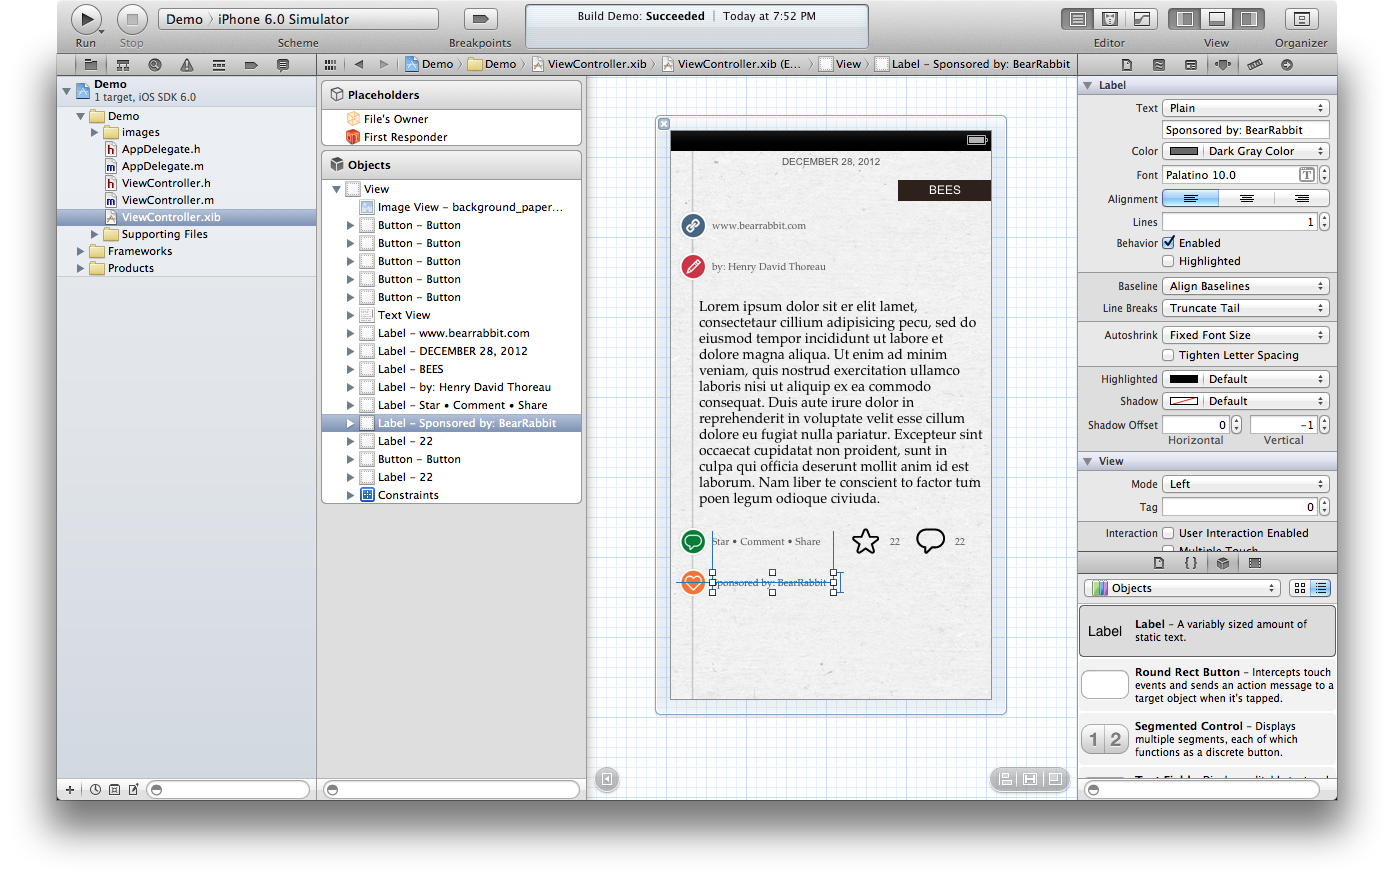 Demo 〉 iPhone 6.0 Simulator
Build Demo: Succeeded | Today at 7:52 PM
Run
Stop
Scheme
Breakpoints
Editor
View
Organizer
Demo 〉 Demo 〉 ViewController.xib 〉 ViewController.xib (E... 〉 View 〉 Label – Sponsored by: BearRabbit
Demo
1 target, iOS SDK 6.0
Demo
images
AppDelegate.h
AppDelegate.m
ViewController.h
ViewController.m
ViewController.xib
Supporting Files
Frameworks
Products
Placeholders
File's Owner
First Responder
Objects
View
Image View – background_paper...
Button – Button
Button – Button
Button – Button
Button – Button
Button – Button
Text View
Label – www.bearrabbit.com
Label – DECEMBER 28, 2012
Label – BEES
Label – by: Henry David Thoreau
Label – Star • Comment • Share
Label – Sponsored by: BearRabbit
Label – 22
Button – Button
Label – 22
Constraints
DECEMBER 28, 2012
BEES
www.bearrabbit.com
by: Henry David Thoreau
Lorem ipsum dolor sit er elit lamet,
consectetaur cillium adipisicing pecu, sed do
eiusmod tempor incididunt ut labore et
dolore magna aliqua. Ut enim ad minim
veniam, quis nostrud exercitation ullamco
laboris nisi ut aliquip ex ea commodo
consequat. Duis aute irure dolor in
reprehenderit in voluptate velit esse cillum
dolore eu fugiat nulla pariatur. Excepteur sint
occaecat cupidatat non proident, sunt in
culpa qui officia deserunt mollit anim id est
laborum. Nam liber te conscient to factor tum
poen legum odioque civiuda.
Star • Comment • Share
22
22
Sponsored by: BearRabbit
Label
Text Plain
Sponsored by: BearRabbit
Color Dark Gray Color
Font Palatino 10.0 T
Alignment
Lines 1
Behavior Enabled
Highlighted
Baseline Align Baselines
Line Breaks Truncate Tail
Autoshrink Fixed Font Size
Tighten Letter Spacing
Highlighted Default
Shadow Default
Shadow Offset 0 –1
Horizontal Vertical
View
Mode Left
Tag 0
Interaction User Interaction Enabled
Multiple Touch
{ }
Objects
Label
Label – A variably sized amount of
static text.
Round Rect Button – Intercepts touch
events and sends an action message to a
target object when it's tapped.
1 2
Segmented Control – Displays
multiple segments, each of which
functions as a discrete button.